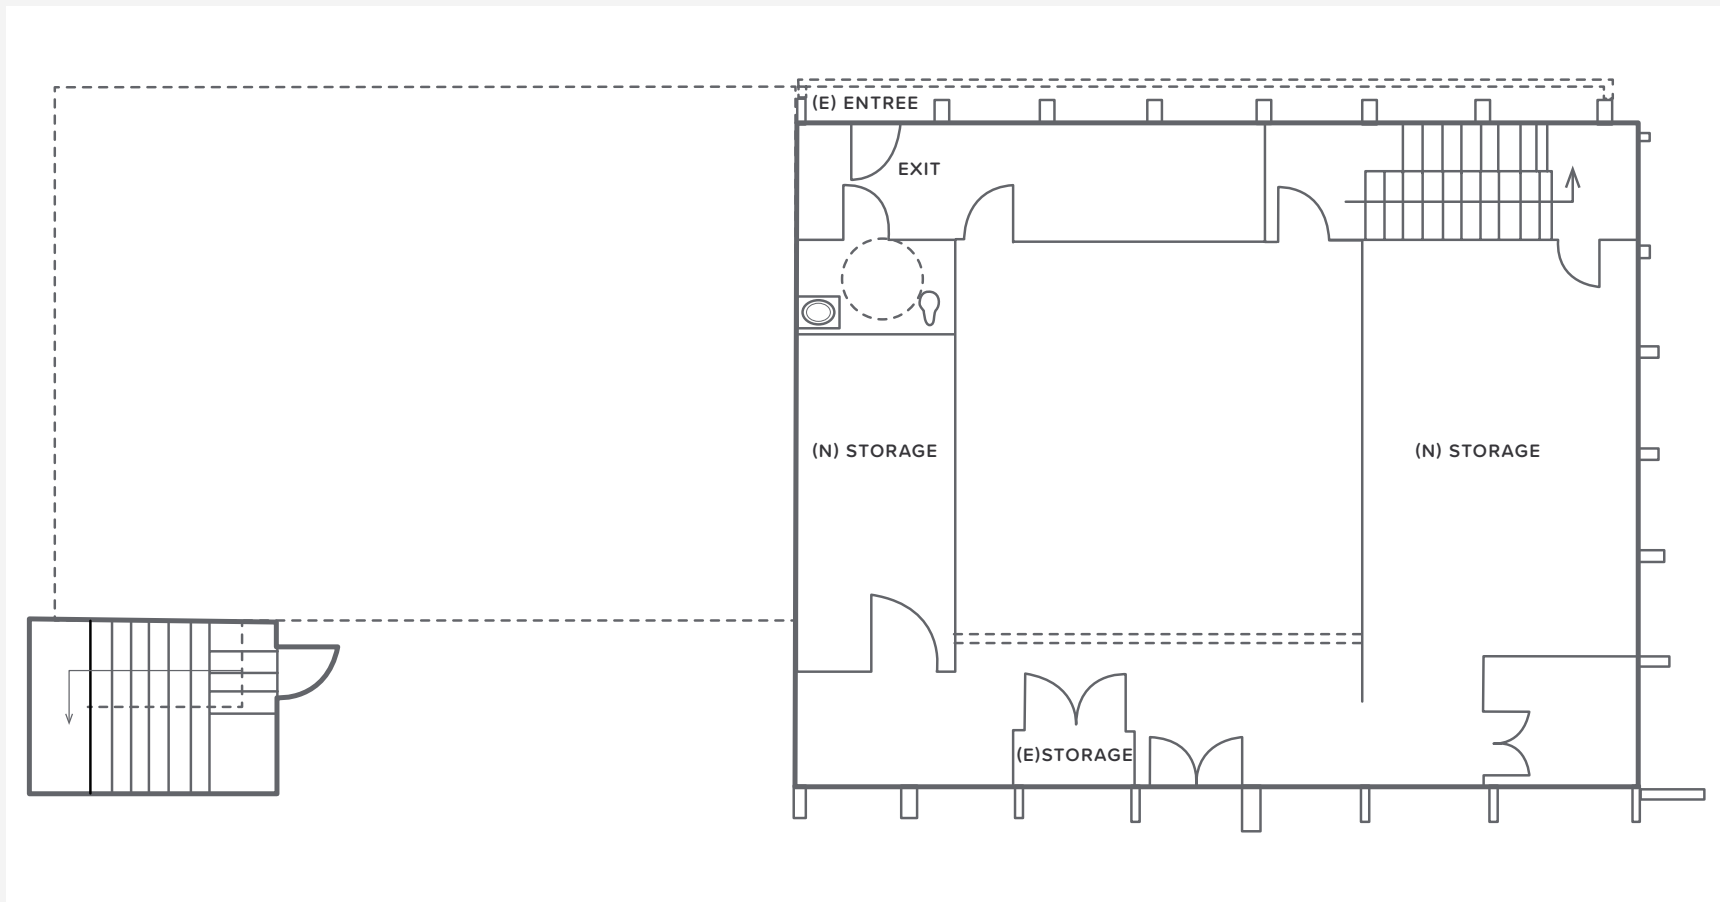 (E) ENTREE
EXIT
(N) STORAGE
(N) STORAGE
(E)STORAGE